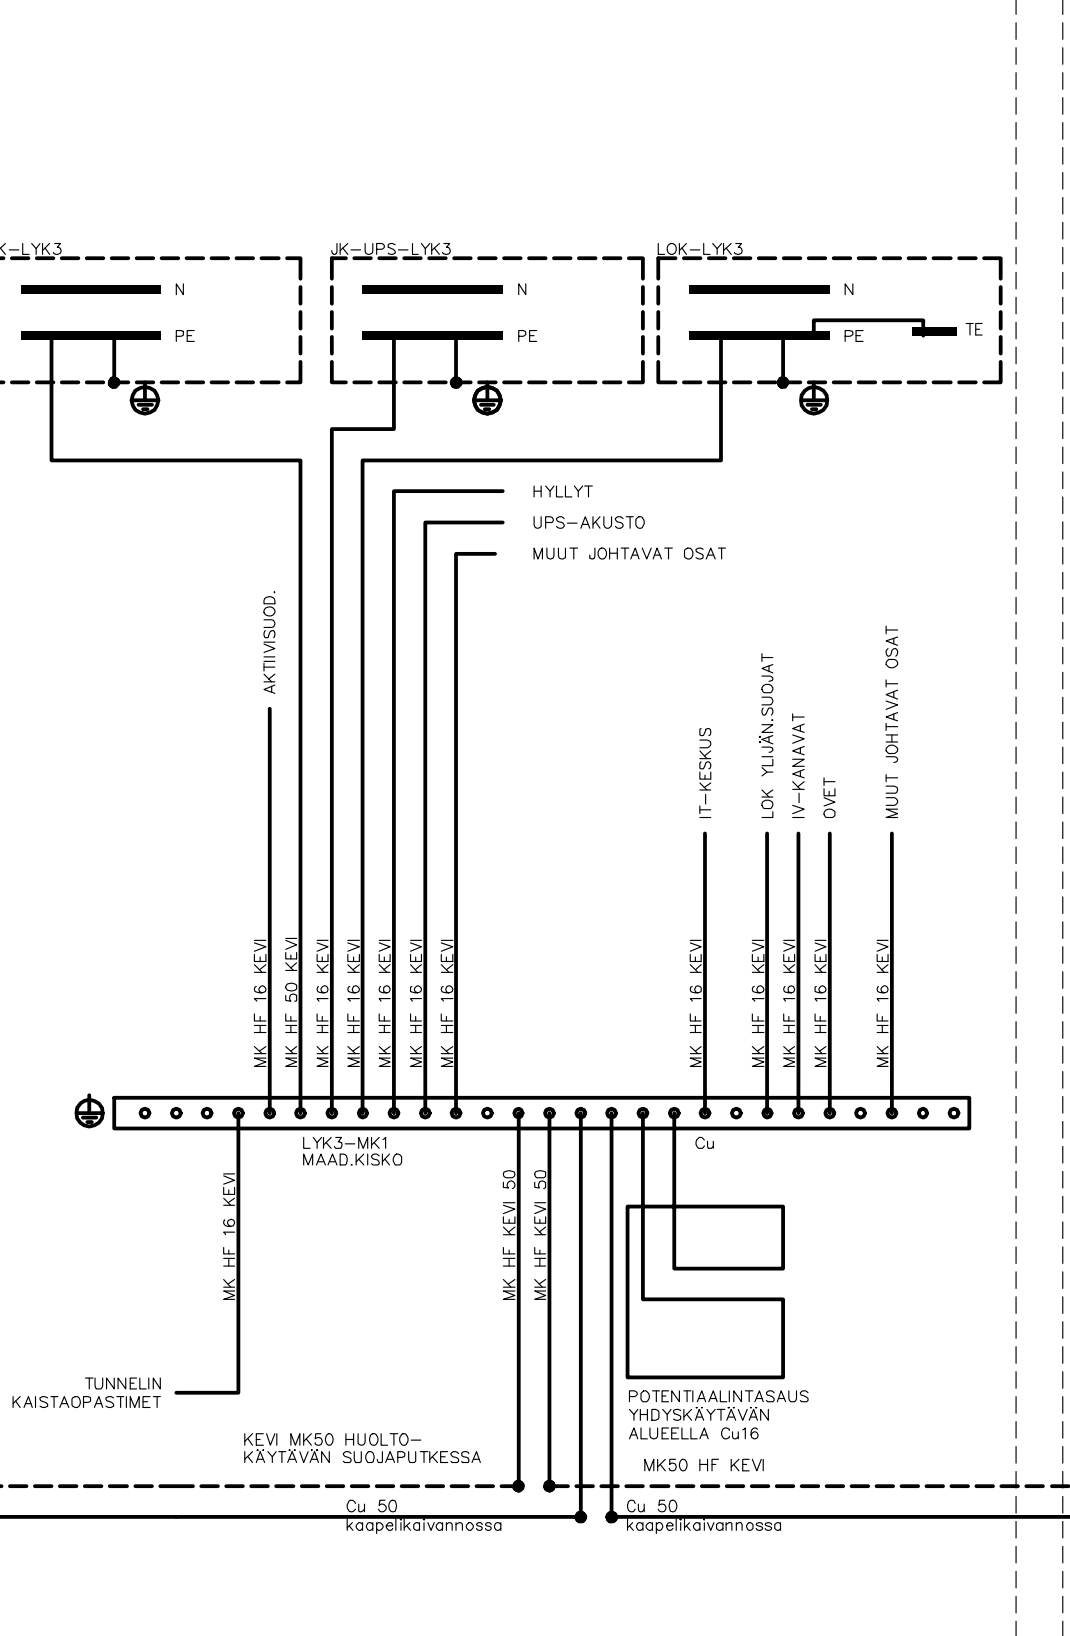 K-LYK3
JK-UPS-LYK3
LOK-LYK3
N
N
N
PE
PE
PE
TE
HYLLYT
UPS-AKUSTO
MUUT JOHTAVAT OSAT
AKTIIVISUOD.
IT-KESKUS
LOK YLIJÄN.SUOJAT
IV-KANAVAT
OVET
MUUT JOHTAVAT OSAT
MK HF 16 KEVI
MK HF 50 KEVI
MK HF 16 KEVI
MK HF 16 KEVI
MK HF 16 KEVI
MK HF 16 KEVI
MK HF 16 KEVI
MK HF 16 KEVI
MK HF 16 KEVI
MK HF 16 KEVI
MK HF 16 KEVI
MK HF 16 KEVI
LYK3-MK1
MAAD.KISKO
Cu
MK HF 16 KEVI
MK HF KEVI 50
MK HF KEVI 50
TUNNELIN
KAISTAOPASTIMET
POTENTIAALINTASAUS
YHDYSKÄYTÄVÄN
ALUEELLA Cu16
KEVI MK50 HUOLTO-
KÄYTÄVÄN SUOJAPUTKESSA
MK50 HF KEVI
Cu 50
kaapelikaivannossa
Cu 50
kaapelikaivannossa